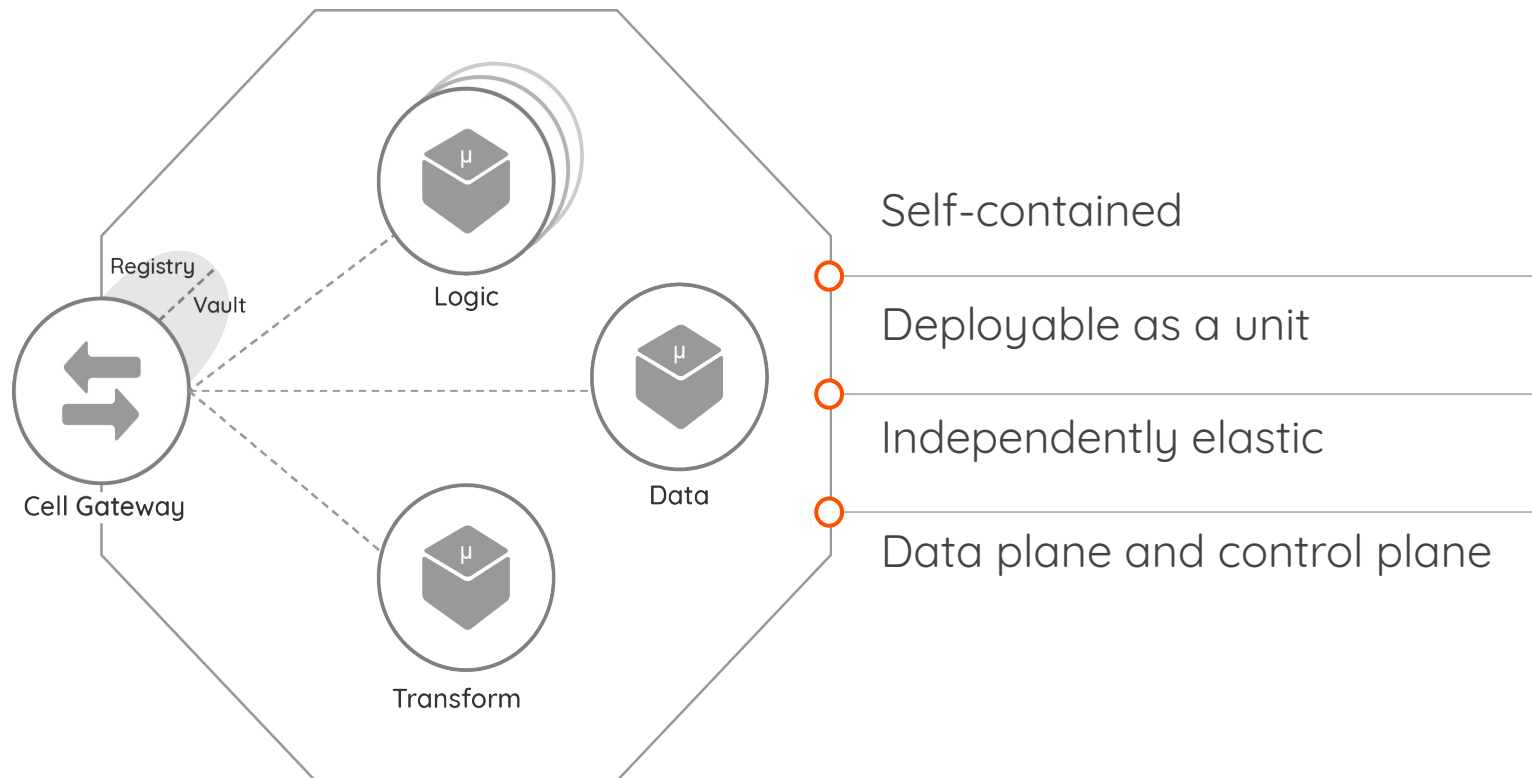 μ
Logic
Registry
Vault
Cell Gateway
μ
Data
μ
Transform
Self-contained
Deployable as a unit
Independently elastic
Data plane and control plane